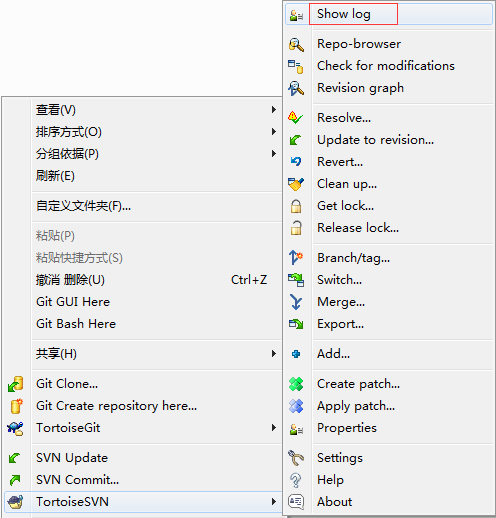 查看(V)
排序方式(O)
分组依据(P)
刷新(E)
自定义文件夹(F)...
粘贴(P)
粘贴快捷方式(S)
撤消 删除(U) Ctrl+Z
Git GUI Here
Git Bash Here
共享(H)
Git Clone...
Git Create repository here...
TortoiseGit
SVN Update
SVN Commit...
TortoiseSVN
Show log
Repo-browser
Check for modifications
Revision graph
Resolve...
Update to revision...
Revert...
Clean up...
Get lock...
Release lock...
Branch/tag...
Switch...
Merge...
Export...
Add...
Create patch...
Apply patch...
Properties
Settings
Help
About